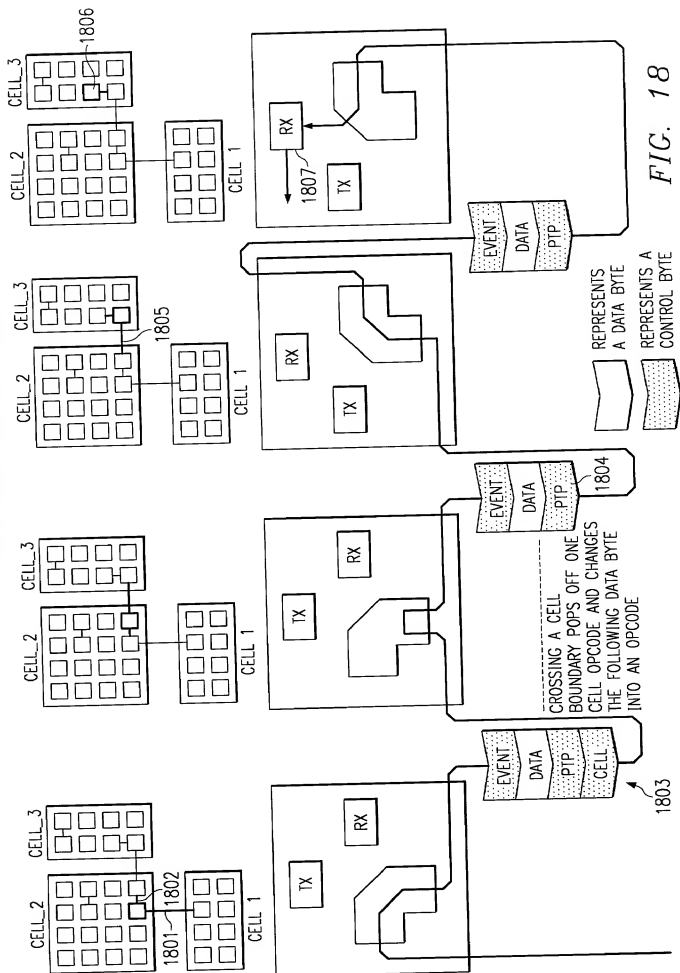 CELL_2
CELL_3
1801
1802
CELL 1
CELL_2
CELL_3
CELL 1
CELL_2
CELL_3
1805
CELL 1
CELL_2
CELL_3
1806
CELL 1
TX
RX
TX
RX
TX
RX
TX
RX
1807
EVENT
DATA
PTP
CELL
1803
CROSSING A CELL
BOUNDARY POPS OFF ONE
CELL OPCODE AND CHANGES
THE FOLLOWING DATA BYTE
INTO AN OPCODE
EVENT
DATA
PTP
1804
EVENT
DATA
PTP
REPRESENTS
A DATA BYTE
REPRESENTS A
CONTROL BYTE
FIG. 18